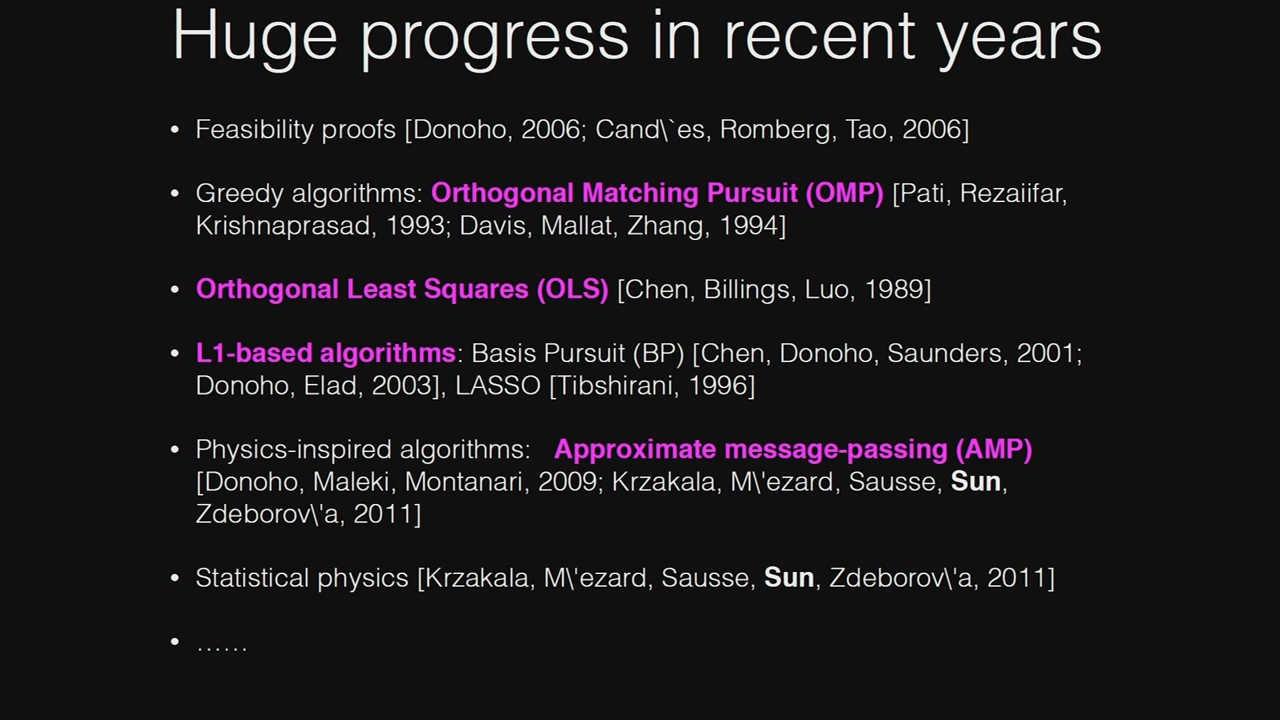 Huge progress in recent years
• Feasibility proofs [Donoho, 2006; Cand\`es, Romberg, Tao, 2006]
• Greedy algorithms: Orthogonal Matching Pursuit (OMP) [Pati, Rezaiifar,
Krishnaprasad, 1993; Davis, Mallat, Zhang, 1994]
• Orthogonal Least Squares (OLS) [Chen, Billings, Luo, 1989]
• L1-based algorithms: Basis Pursuit (BP) [Chen, Donoho, Saunders, 2001;
Donoho, Elad, 2003], LASSO [Tibshirani, 1996]
• Physics-inspired algorithms: Approximate message-passing (AMP)
[Donoho, Maleki, Montanari, 2009; Krzakala, M\'ezard, Sausse, Sun,
Zdeborov\'a, 2011]
• Statistical physics [Krzakala, M\'ezard, Sausse, Sun, Zdeborov\'a, 2011]
• ......